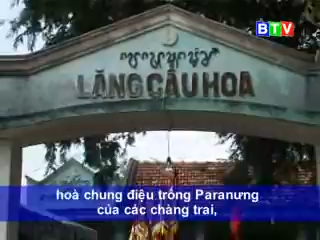 BTV
LĂNG CẦU HOA
hoà chung điệu trống Paranưng
của các chàng trai,